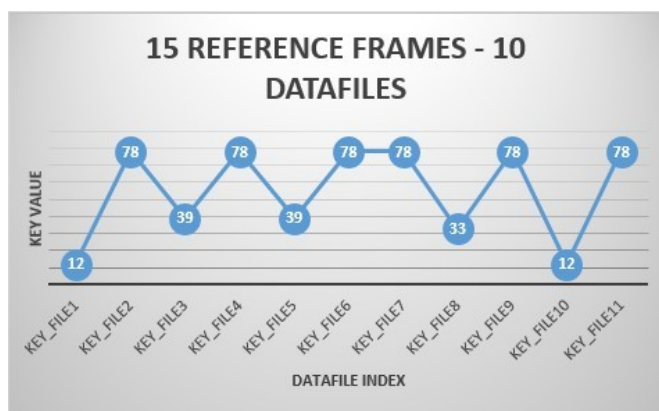 15 REFERENCE FRAMES - 10
DATAFILES
KEY VALUE
78 78 78 78 78 78
39 39 33
12 12
KEY_FILE1 KEY_FILE2 KEY_FILE3 KEY_FILE4 KEY_FILE5 KEY_FILE6 KEY_FILE7 KEY_FILE8 KEY_FILE9 KEY_FILE10 KEY_FILE11
DATAFILE INDEX